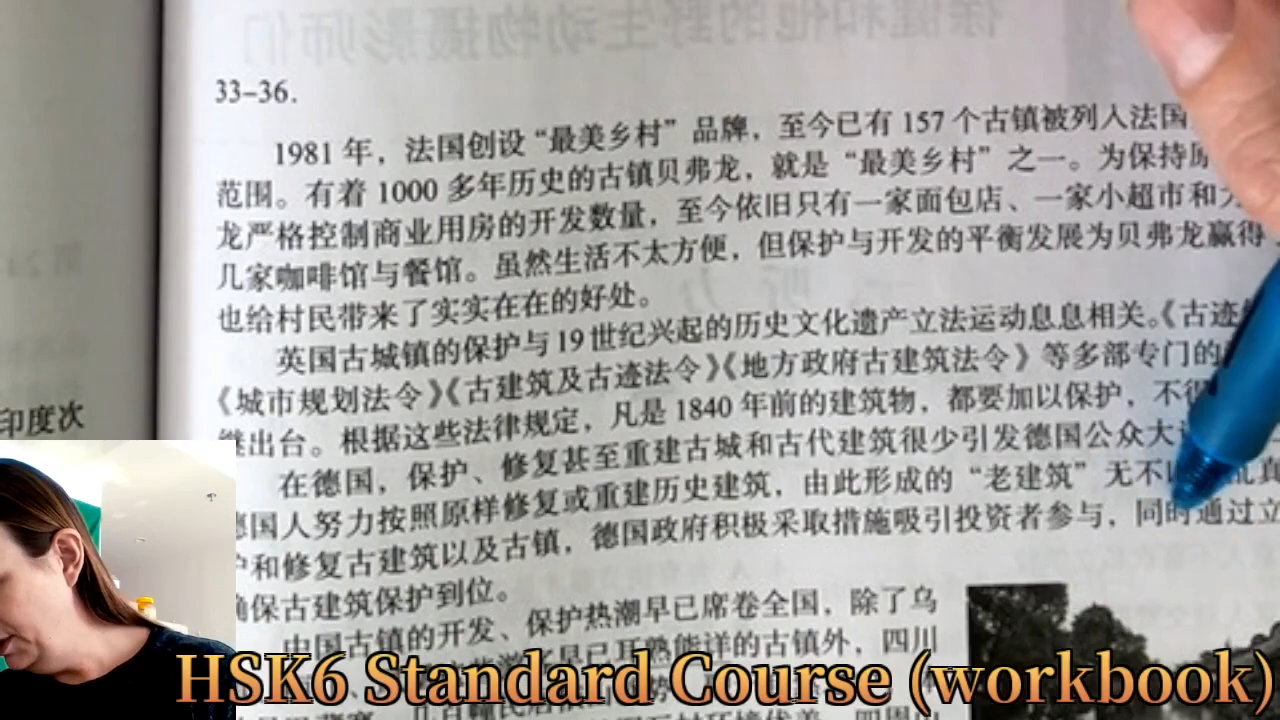 33–36.
1981 年，法国创设“最美乡村”品牌，至今已有 157 个古镇被列入法国
范围。有着 1000 多年历史的古镇贝弗龙，就是“最美乡村”之一。为保持
龙严格控制商业用房的开发数量，至今依旧只有一家面包店、一家小超市和
几家咖啡馆与餐馆。虽然生活不太方便，但保护与开发的平衡发展为贝弗龙赢得
也给村民带来了实实在在的好处。
英国古城镇的保护与 19 世纪兴起的历史文化遗产立法运动息息相关。《古迹
《城市规划法令》《古建筑及古迹法令》《地方政府古建筑法令》等多部专门的
继出台。根据这些法律规定，凡是 1840 年前的建筑物，都要加以保护，不得
在德国，保护、修复甚至重建古城和古代建筑很少引发德国公众大
德国人努力按照原样修复或重建历史建筑，由此形成的“老建筑”无不
护和修复古建筑以及古镇，德国政府积极采取措施吸引投资者参与，同时通过立
确保古建筑保护到位。
中国古镇的开发、保护热潮早已席卷全国，除了乌
早已耳熟能详的古镇外，四川
印度次
HSK6 Standard Course (workbook)